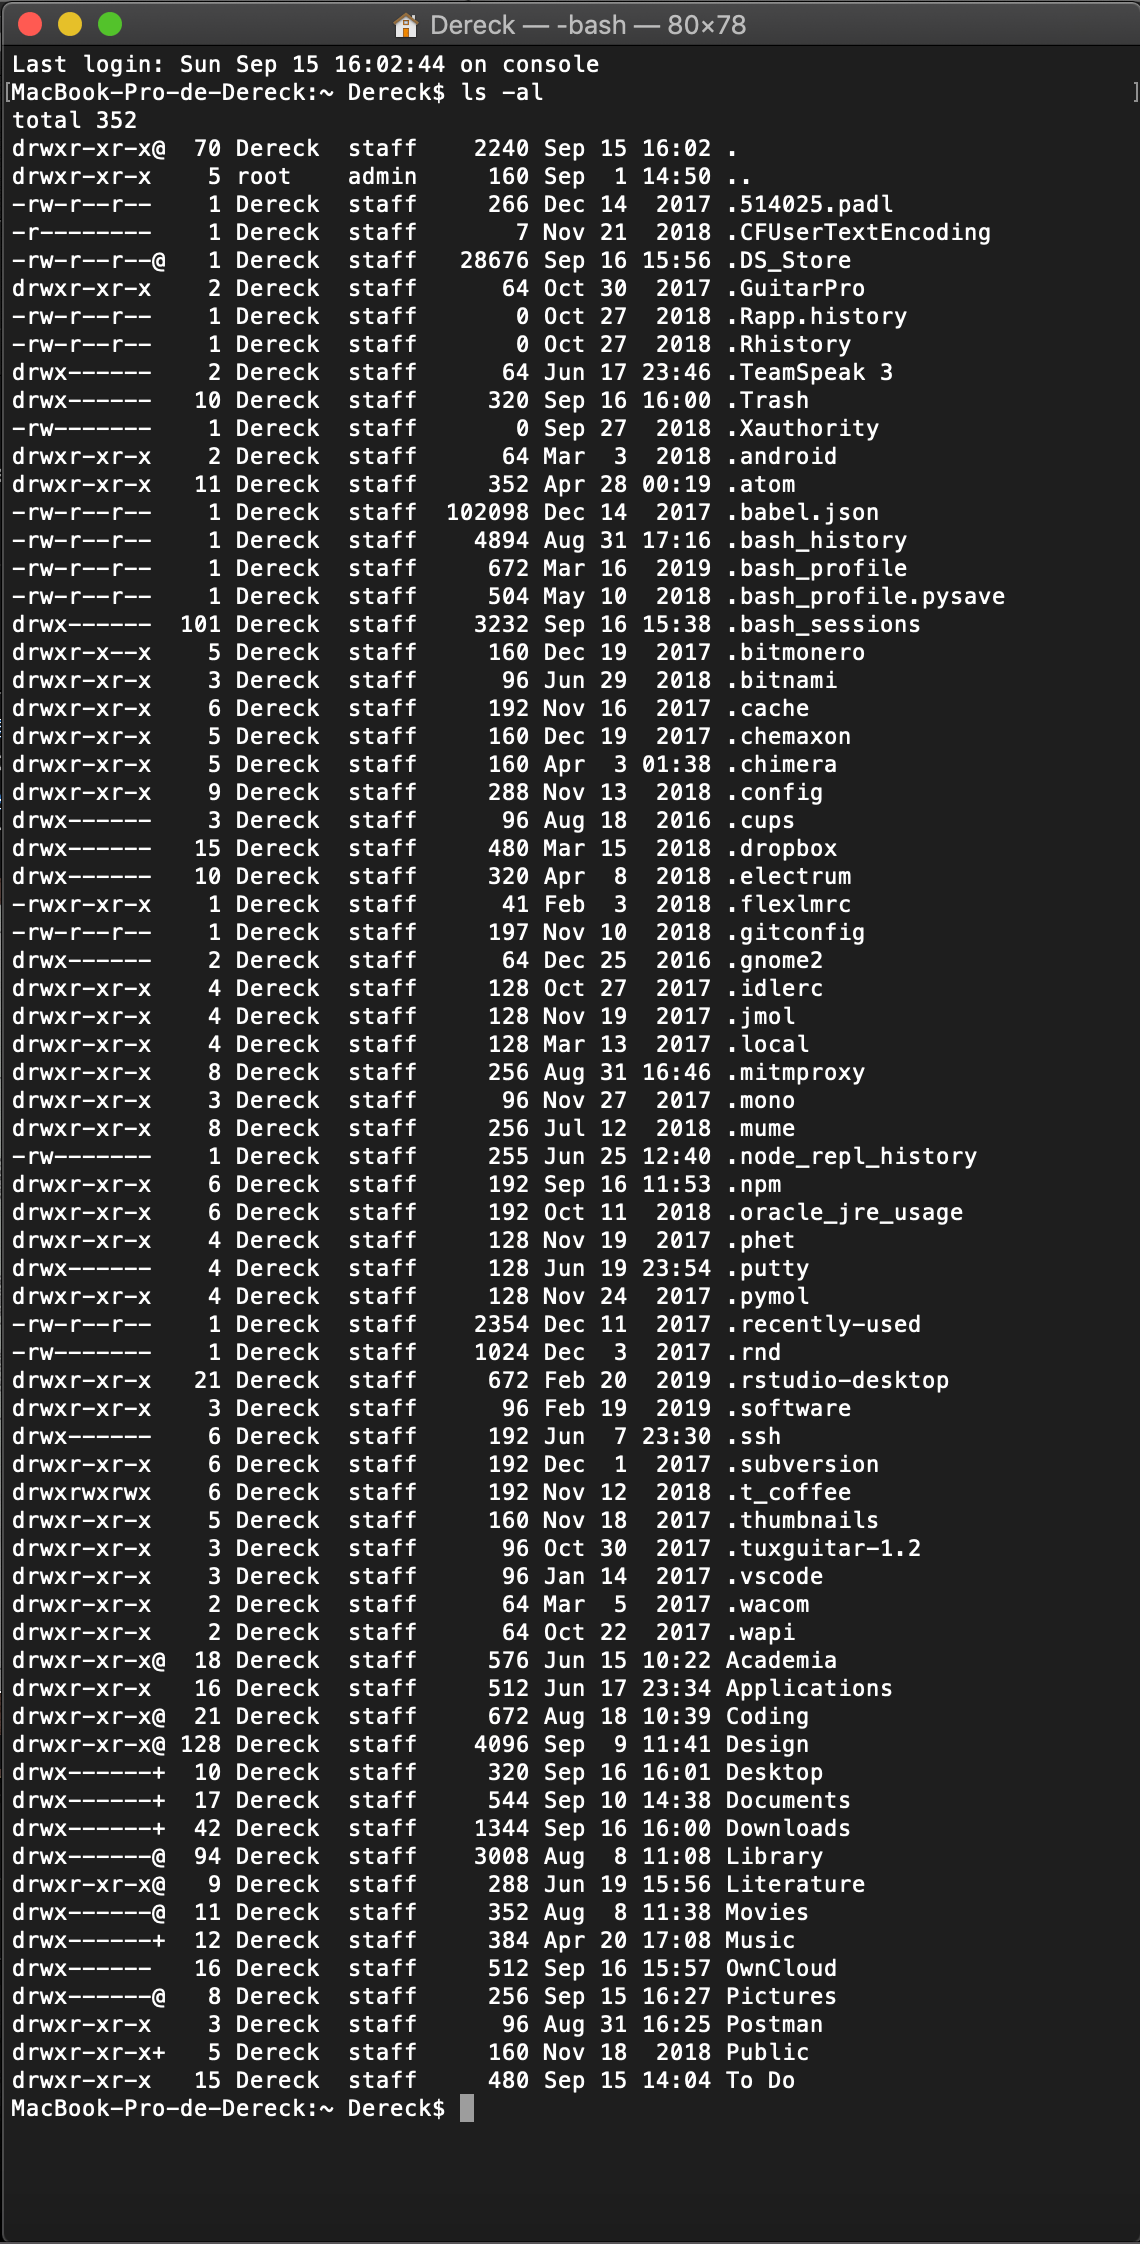 Dereck — -bash — 80×78
Last login: Sun Sep 15 16:02:44 on console
[MacBook-Pro-de-Dereck:~ Dereck$ ls -al ]
total 352
drwxr-xr-x@  70 Dereck  staff    2240 Sep 15 16:02 .
drwxr-xr-x    5 root    admin     160 Sep  1 14:50 ..
-rw-r--r--    1 Dereck  staff     266 Dec 14  2017 .514025.padl
-r--------    1 Dereck  staff       7 Nov 21  2018 .CFUserTextEncoding
-rw-r--r--@   1 Dereck  staff   28676 Sep 16 15:56 .DS_Store
drwxr-xr-x    2 Dereck  staff      64 Oct 30  2017 .GuitarPro
-rw-r--r--    1 Dereck  staff       0 Oct 27  2018 .Rapp.history
-rw-r--r--    1 Dereck  staff       0 Oct 27  2018 .Rhistory
drwx------    2 Dereck  staff      64 Jun 17 23:46 .TeamSpeak 3
drwx------   10 Dereck  staff     320 Sep 16 16:00 .Trash
-rw-------    1 Dereck  staff       0 Sep 27  2018 .Xauthority
drwxr-xr-x    2 Dereck  staff      64 Mar  3  2018 .android
drwxr-xr-x   11 Dereck  staff     352 Apr 28 00:19 .atom
-rw-r--r--    1 Dereck  staff  102098 Dec 14  2017 .babel.json
-rw-r--r--    1 Dereck  staff    4894 Aug 31 17:16 .bash_history
-rw-r--r--    1 Dereck  staff     672 Mar 16  2019 .bash_profile
-rw-r--r--    1 Dereck  staff     504 May 10  2018 .bash_profile.pysave
drwx------  101 Dereck  staff    3232 Sep 16 15:38 .bash_sessions
drwxr-x--x    5 Dereck  staff     160 Dec 19  2017 .bitmonero
drwxr-xr-x    3 Dereck  staff      96 Jun 29  2018 .bitnami
drwxr-xr-x    6 Dereck  staff     192 Nov 16  2017 .cache
drwxr-xr-x    5 Dereck  staff     160 Dec 19  2017 .chemaxon
drwxr-xr-x    5 Dereck  staff     160 Apr  3 01:38 .chimera
drwxr-xr-x    9 Dereck  staff     288 Nov 13  2018 .config
drwx------    3 Dereck  staff      96 Aug 18  2016 .cups
drwx------   15 Dereck  staff     480 Mar 15  2018 .dropbox
drwx------   10 Dereck  staff     320 Apr  8  2018 .electrum
-rwxr-xr-x    1 Dereck  staff      41 Feb  3  2018 .flexlmrc
-rw-r--r--    1 Dereck  staff     197 Nov 10  2018 .gitconfig
drwx------    2 Dereck  staff      64 Dec 25  2016 .gnome2
drwxr-xr-x    4 Dereck  staff     128 Oct 27  2017 .idlerc
drwxr-xr-x    4 Dereck  staff     128 Nov 19  2017 .jmol
drwxr-xr-x    4 Dereck  staff     128 Mar 13  2017 .local
drwxr-xr-x    8 Dereck  staff     256 Aug 31 16:46 .mitmproxy
drwxr-xr-x    3 Dereck  staff      96 Nov 27  2017 .mono
drwxr-xr-x    8 Dereck  staff     256 Jul 12  2018 .mume
-rw-------    1 Dereck  staff     255 Jun 25 12:40 .node_repl_history
drwxr-xr-x    6 Dereck  staff     192 Sep 16 11:53 .npm
drwxr-xr-x    6 Dereck  staff     192 Oct 11  2018 .oracle_jre_usage
drwxr-xr-x    4 Dereck  staff     128 Nov 19  2017 .phet
drwx------    4 Dereck  staff     128 Jun 19 23:54 .putty
drwxr-xr-x    4 Dereck  staff     128 Nov 24  2017 .pymol
-rw-r--r--    1 Dereck  staff    2354 Dec 11  2017 .recently-used
-rw-------    1 Dereck  staff    1024 Dec  3  2017 .rnd
drwxr-xr-x   21 Dereck  staff     672 Feb 20  2019 .rstudio-desktop
drwxr-xr-x    3 Dereck  staff      96 Feb 19  2019 .software
drwx------    6 Dereck  staff     192 Jun  7 23:30 .ssh
drwxr-xr-x    6 Dereck  staff     192 Dec  1  2017 .subversion
drwxrwxrwx    6 Dereck  staff     192 Nov 12  2018 .t_coffee
drwxr-xr-x    5 Dereck  staff     160 Nov 18  2017 .thumbnails
drwxr-xr-x    3 Dereck  staff      96 Oct 30  2017 .tuxguitar-1.2
drwxr-xr-x    3 Dereck  staff      96 Jan 14  2017 .vscode
drwxr-xr-x    2 Dereck  staff      64 Mar  5  2017 .wacom
drwxr-xr-x    2 Dereck  staff      64 Oct 22  2017 .wapi
drwxr-xr-x@  18 Dereck  staff     576 Jun 15 10:22 Academia
drwxr-xr-x   16 Dereck  staff     512 Jun 17 23:34 Applications
drwxr-xr-x@  21 Dereck  staff     672 Aug 18 10:39 Coding
drwxr-xr-x@ 128 Dereck  staff    4096 Sep  9 11:41 Design
drwx------+  10 Dereck  staff     320 Sep 16 16:01 Desktop
drwx------+  17 Dereck  staff     544 Sep 10 14:38 Documents
drwx------+  42 Dereck  staff    1344 Sep 16 16:00 Downloads
drwx------@  94 Dereck  staff    3008 Aug  8 11:08 Library
drwxr-xr-x@   9 Dereck  staff     288 Jun 19 15:56 Literature
drwx------@  11 Dereck  staff     352 Aug  8 11:38 Movies
drwx------+  12 Dereck  staff     384 Apr 20 17:08 Music
drwx------   16 Dereck  staff     512 Sep 16 15:57 OwnCloud
drwx------@   8 Dereck  staff     256 Sep 15 16:27 Pictures
drwxr-xr-x    3 Dereck  staff      96 Aug 31 16:25 Postman
drwxr-xr-x+   5 Dereck  staff     160 Nov 18  2018 Public
drwxr-xr-x   15 Dereck  staff     480 Sep 15 14:04 To Do
MacBook-Pro-de-Dereck:~ Dereck$